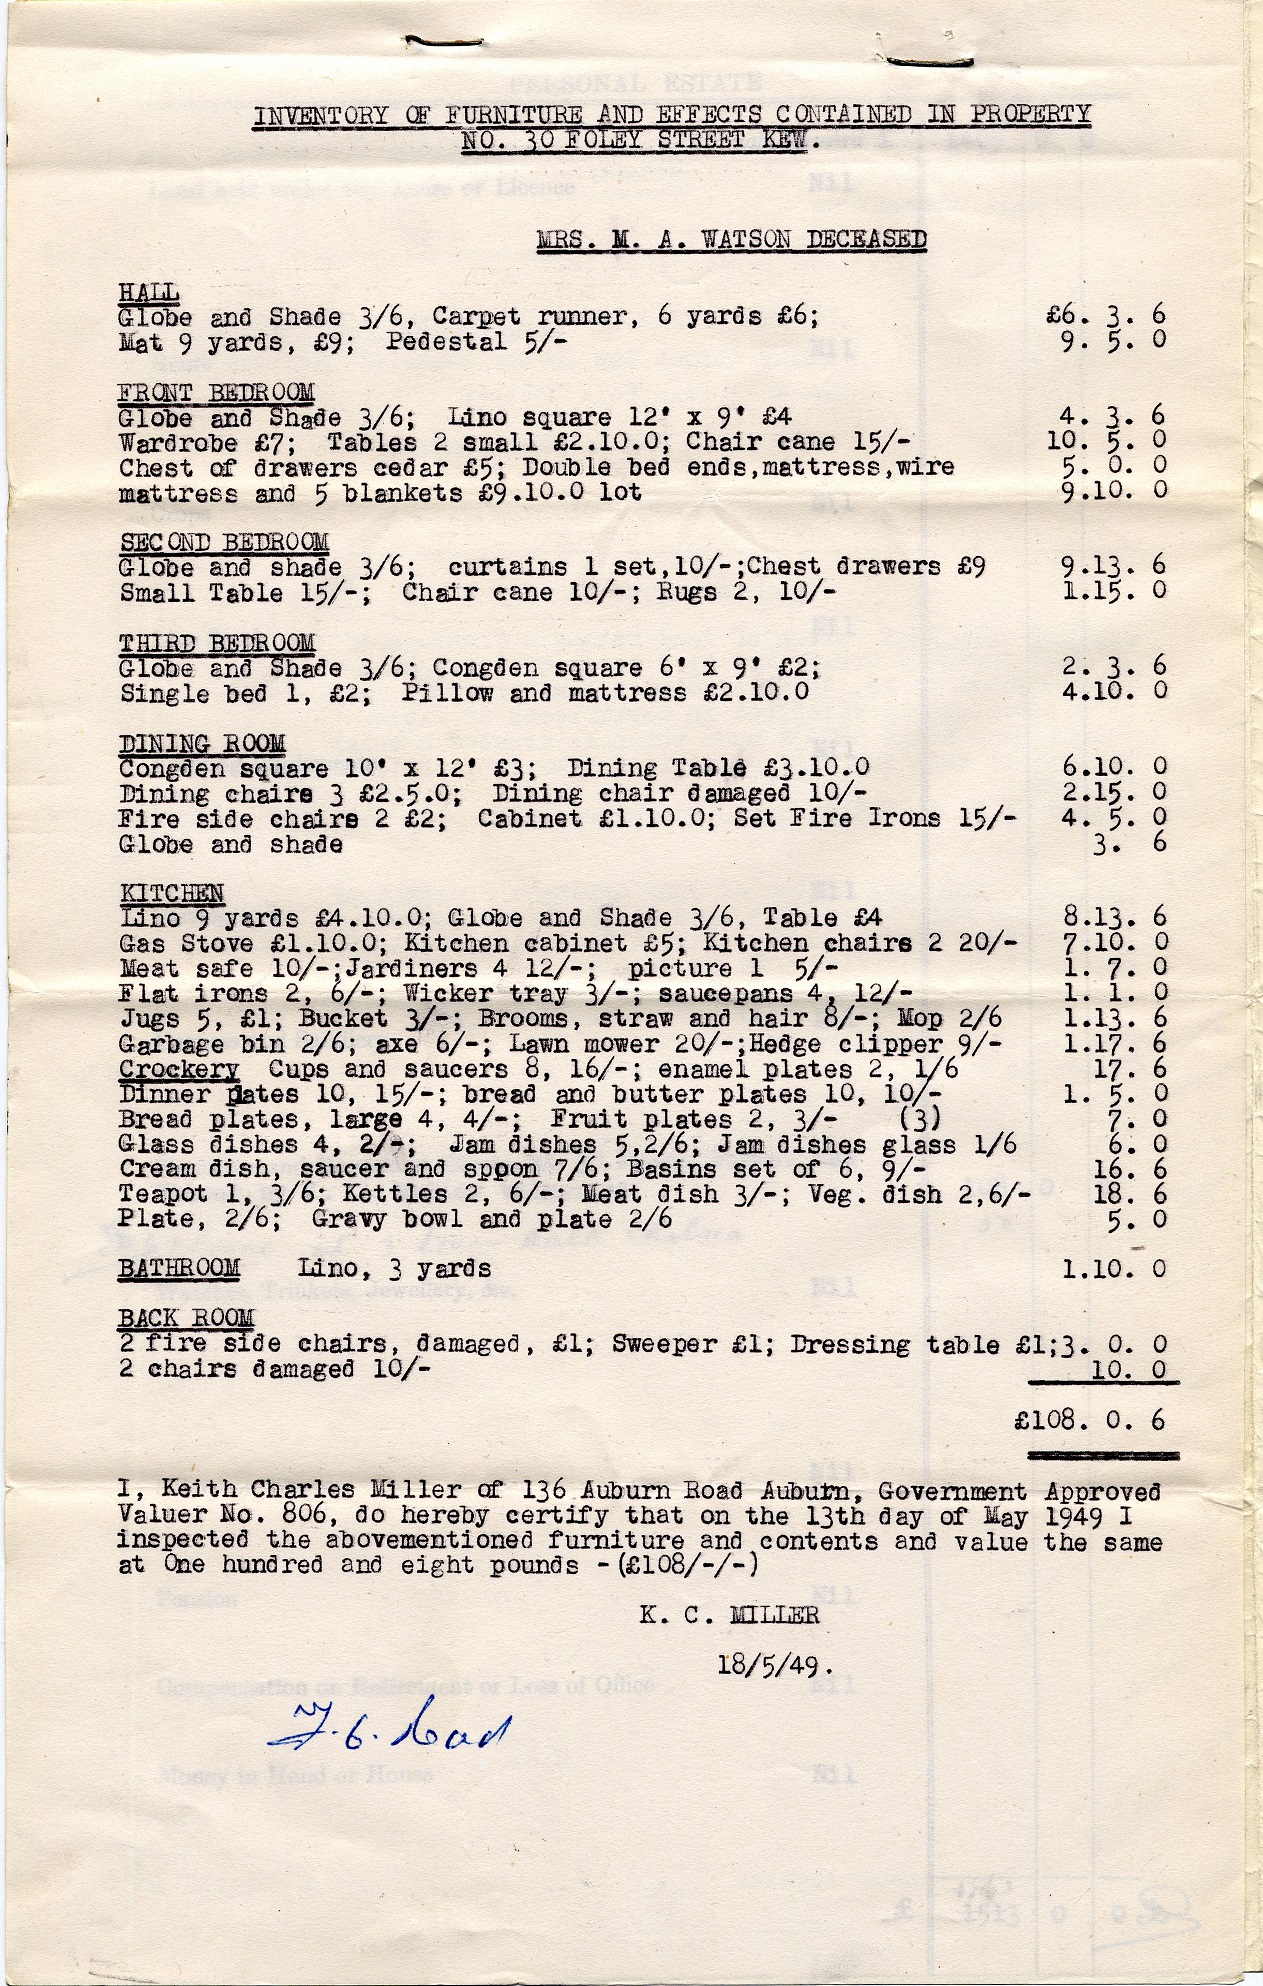 INVENTORY OF FURNITURE AND EFFECTS CONTAINED IN PROPERTY
NO. 30 FOLEY STREET KEW.
MRS. M. A. WATSON DECEASED
HALL
Globe and Shade 3/6, Carpet runner, 6 yards £6; £6. 3. 6
Mat 9 yards, £9; Pedestal 5/- 9. 5. 0
FRONT BEDROOM
Globe and Shade 3/6; Lino square 12' x 9' £4 4. 3. 6
Wardrobe £7; Tables 2 small £2.10.0; Chair cane 15/- 10. 5. 0
Chest of drawers cedar £5; Double bed ends,mattress,wire 5. 0. 0
mattress and 5 blankets £9.10.0 lot 9.10. 0
SECOND BEDROOM
Globe and shade 3/6; curtains 1 set,10/-;Chest drawers £9 9.13. 6
Small Table 15/-; Chair cane 10/-; Rugs 2, 10/- 1.15. 0
THIRD BEDROOM
Globe and Shade 3/6; Congden square 6' x 9' £2; 2. 3. 6
Single bed 1, £2; Pillow and mattress £2.10.0 4.10. 0
DINING ROOM
Congden square 10' x 12' £3; Dining Table £3.10.0 6.10. 0
Dining chairs 3 £2.5.0; Dining chair damaged 10/- 2.15. 0
Fire side chairs 2 £2; Cabinet £1.10.0; Set Fire Irons 15/- 4. 5. 0
Globe and shade 3. 6
KITCHEN
Lino 9 yards £4.10.0; Globe and Shade 3/6, Table £4 8.13. 6
Gas Stove £1.10.0; Kitchen cabinet £5; Kitchen chairs 2 20/- 7.10. 0
Meat safe 10/-;Jardiners 4 12/-; picture 1 5/- 1. 7. 0
Flat irons 2, 6/-; Wicker tray 3/-; saucepans 4, 12/- 1. 1. 0
Jugs 5, £1; Bucket 3/-; Brooms, straw and hair 8/-; Mop 2/6 1.13. 6
Garbage bin 2/6; axe 6/-; Lawn mower 20/-;Hedge clipper 9/- 1.17. 6
Crockery Cups and saucers 8, 16/-; enamel plates 2, 1/6 17. 6
Dinner pates 10, 15/-; bread and butter plates 10, 10/- 1. 5. 0
Bread plates, large 4, 4/-; Fruit plates 2, 3/- (3) 7. 0
Glass dishes 4, 2/-; Jam dishes 5,2/6; Jam dishes glass 1/6 6. 0
Cream dish, saucer and sppon 7/6; Basins set of 6, 9/- 16. 6
Teapot 1, 3/6; Kettles 2, 6/-; Meat dish 3/-; Veg. dish 2,6/- 18. 6
Plate, 2/6; Gravy bowl and plate 2/6 5. 0
BATHROOM Lino, 3 yards 1.10. 0
BACK ROOM
2 fire side chairs, damaged, £1; Sweeper £1; Dressing table £1;3. 0. 0
2 chairs damaged 10/- 10. 0
£108. 0. 6
I, Keith Charles Miller of 136 Auburn Road Auburn, Government Approved
Valuer No. 806, do hereby certify that on the 13th day of May 1949 I
inspected the abovementioned furniture and contents and value the same
at One hundred and eight pounds -(£108/-/-)
K. C. MILLER
18/5/49.